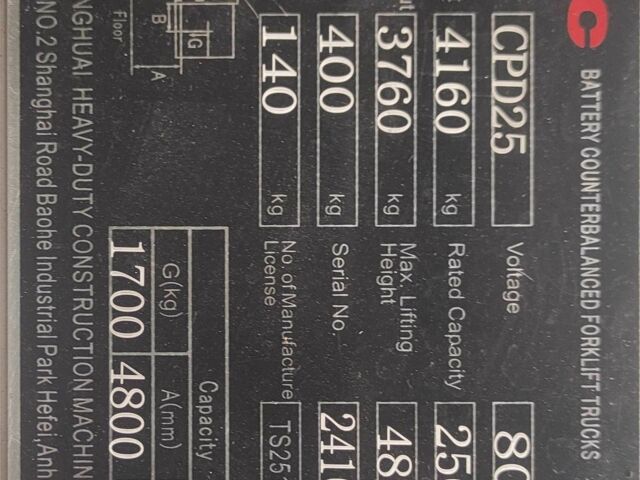 BATTERY COUNTERBALANCED FORKLIFT TRUCKS
CPD25 Voltage 80
4160 kg Rated Capacity
3760 kg Max. Lifting Height 48
400 kg Serial No. 241
140 kg No. of Manufacture License TS25
Capacity
G(kg) A(mm)
1700 4800
B G
A
Floor
HEAVY-DUTY CONSTRUCTION
NO.2 Shanghai Road Baohe Industrial Park Hefei,Anh